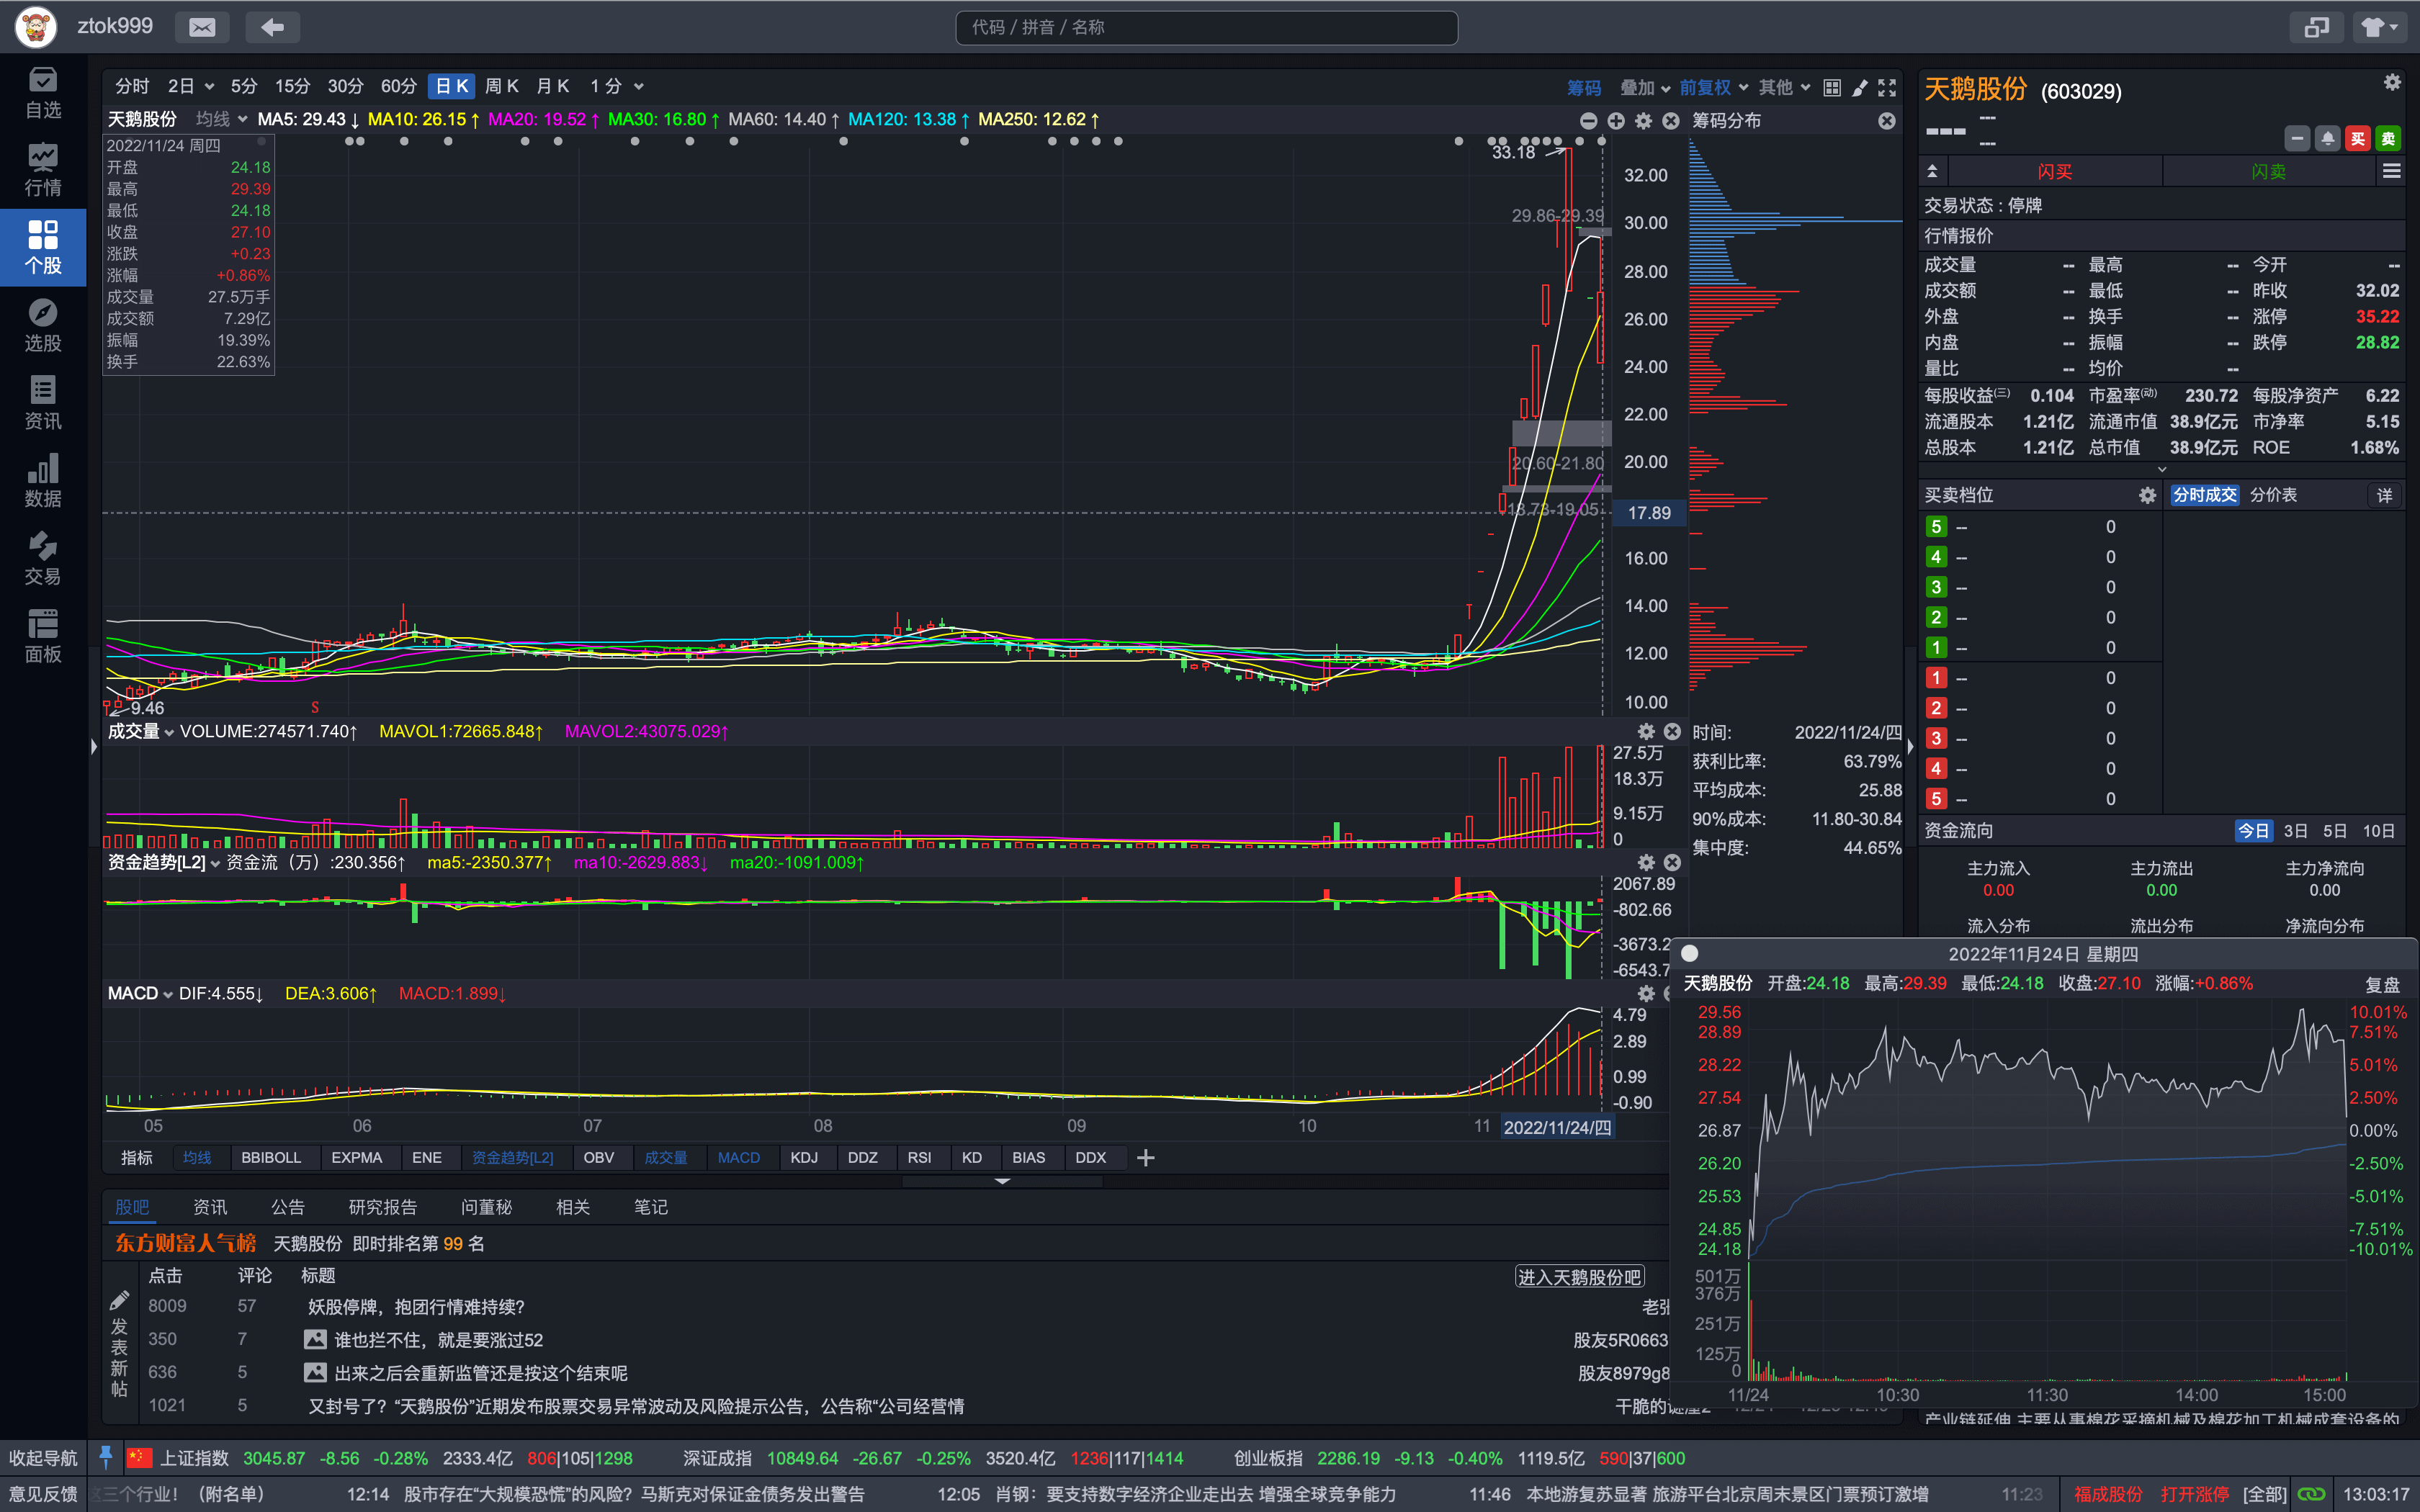 ztok999
代码 / 拼音 / 名称
自选
行情
个股
选股
资讯
数据
交易
面板
分时 2日 5分 15分 30分 60分 日K 周K 月K 1分 筹码 叠加 前复权 其他
天鹅股份 均线 MA5: 29.43↓ MA10: 26.15↑ MA20: 19.52↑ MA30: 16.80↑ MA60: 14.40↑ MA120: 13.38↑ MA250: 12.62↑
筹码分布
2022/11/24 周四
开盘 24.18
最高 29.39
最低 24.18
收盘 27.10
涨跌 +0.23
涨幅 +0.86%
成交量 27.5万手
成交额 7.29亿
振幅 19.39%
换手 22.63%
33.18
29.86-29.39
20.60-21.80
18.73-19.05
9.46
S
32.00
30.00
28.00
26.00
24.00
22.00
20.00
17.89
16.00
14.00
12.00
10.00
成交量 VOLUME:274571.740↑ MAVOL1:72665.848↑ MAVOL2:43075.029↑
27.5万
18.3万
9.15万
0
资金趋势[L2] 资金流（万）:230.356↑ ma5:-2350.377↑ ma10:-2629.883↓ ma20:-1091.009↑
2067.89
-802.66
-3673.2
-6543.7
MACD DIF:4.555↓ DEA:3.606↑ MACD:1.899↓
4.79
2.89
0.99
-0.90
05 06 07 08 09 10 11 2022/11/24/四
指标 均线 BBIBOLL EXPMA ENE 资金趋势[L2] OBV 成交量 MACD KDJ DDZ RSI KD BIAS DDX
时间: 2022/11/24/四
获利比率: 63.79%
平均成本: 25.88
90%成本: 11.80-30.84
集中度: 44.65%
股吧 资讯 公告 研究报告 问董秘 相关 笔记
东方财富人气榜 天鹅股份 即时排名第 99 名
发表新帖
点击 评论 标题 进入天鹅股份吧
8009 57 妖股停牌，抱团行情难持续? 老张
350 7 谁也拦不住，就是要涨过52 股友5R0663
636 5 出来之后会重新监管还是按这个结束呢 股友8979g8
1021 5 又封号了？“天鹅股份”近期发布股票交易异常波动及风险提示公告，公告称“公司经营情 干脆的
天鹅股份 (603029)
---
---
---
买 卖
闪买 闪卖
交易状态 : 停牌
行情报价
成交量 -- 最高 -- 今开 --
成交额 -- 最低 -- 昨收 32.02
外盘 -- 换手 -- 涨停 35.22
内盘 -- 振幅 -- 跌停 28.82
量比 -- 均价 --
每股收益(三) 0.104 市盈率(动) 230.72 每股净资产 6.22
流通股本 1.21亿 流通市值 38.9亿元 市净率 5.15
总股本 1.21亿 总市值 38.9亿元 ROE 1.68%
买卖档位 分时成交 分价表 详
5 -- 0
4 -- 0
3 -- 0
2 -- 0
1 -- 0
1 -- 0
2 -- 0
3 -- 0
4 -- 0
5 -- 0
资金流向 今日 3日 5日 10日
主力流入 主力流出 主力净流向
0.00 0.00 0.00
流入分布 流出分布 净流向分布
2022年11月24日 星期四
天鹅股份 开盘:24.18 最高:29.39 最低:24.18 收盘:27.10 涨幅:+0.86% 复盘
29.56 10.01%
28.89 7.51%
28.22 5.01%
27.54 2.50%
26.87 0.00%
26.20 -2.50%
25.53 -5.01%
24.85 -7.51%
24.18 -10.01%
501万
376万
251万
125万
0
11/24 10:30 11:30 14:00 15:00
产业链延伸,主要从事棉花采摘机械及棉花加工机械成套设备的
收起导航 上证指数 3045.87 -8.56 -0.28% 2333.4亿 806|105|1298 深证成指 10849.64 -26.67 -0.25% 3520.4亿 1236|117|1414 创业板指 2286.19 -9.13 -0.40% 1119.5亿 590|37|600
意见反馈 这三个行业！（附名单） 12:14 股市存在“大规模恐慌”的风险？马斯克对保证金债务发出警告 12:05 肖钢：要支持数字经济企业走出去 增强全球竞争能力 11:46 本地游复苏显著 旅游平台北京周末景区门票预订激增 11:23 福成股份 打开涨停 [全部] 13:03:17